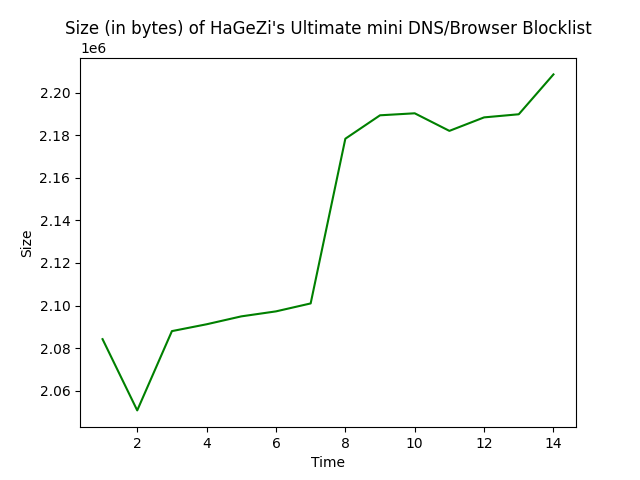 Size (in bytes) of HaGeZi's Ultimate mini DNS/Browser Blocklist
1e6
2.20
2.18
2.16
2.14
2.12
2.10
2.08
2.06
Size
2 4 6 8 10 12 14
Time